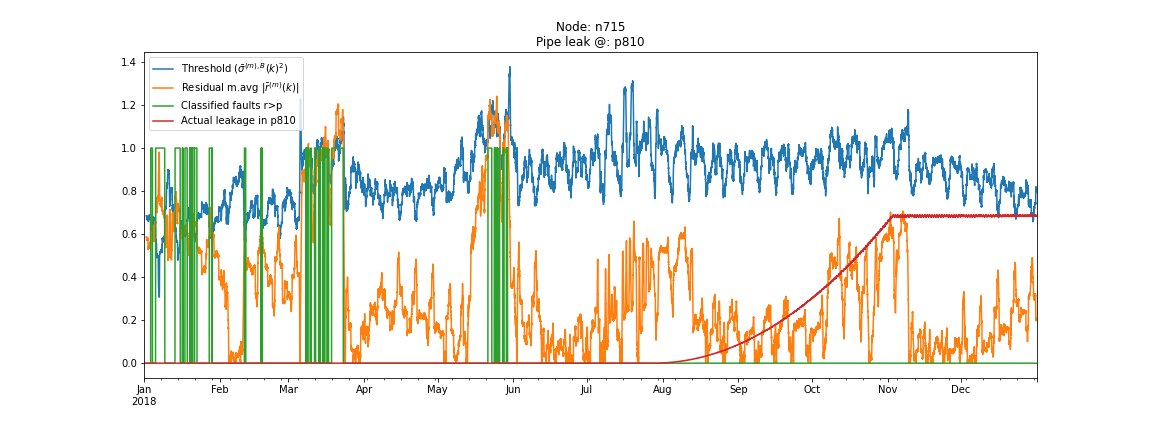 Node: n715
Pipe leak @: p810
Threshold (σ̄^(m),B(k)²)
Residual m.avg |r̄^(m)(k)|
Classified faults r>p
Actual leakage in p810
1.4
1.2
1.0
0.8
0.6
0.4
0.2
0.0
Jan Feb Mar Apr May Jun Jul Aug Sep Oct Nov Dec
2018